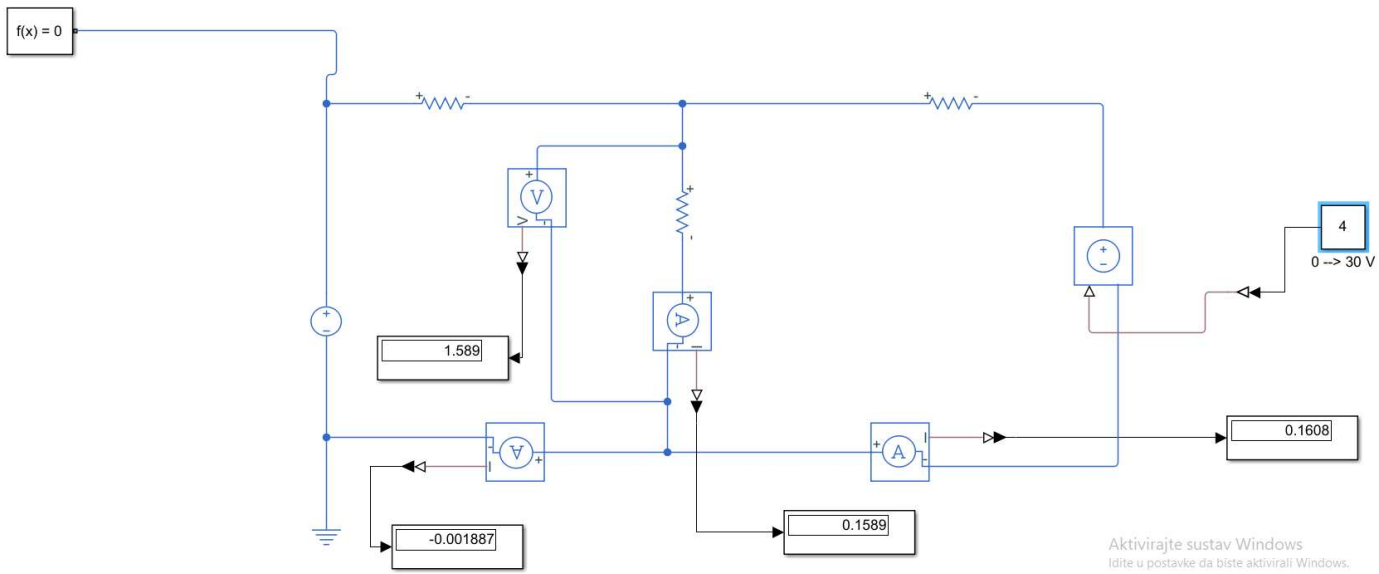 f(x) = 0
+ -
+ -
+
V
-
V
+
-
4
+
-
0 --> 30 V
+
A
-
I
+
-
1.589
A
+
-
I
+
A
I
-
0.1608
-0.001887
0.1589
Aktivirajte sustav Windows
Idite u postavke da biste aktivirali Windows.